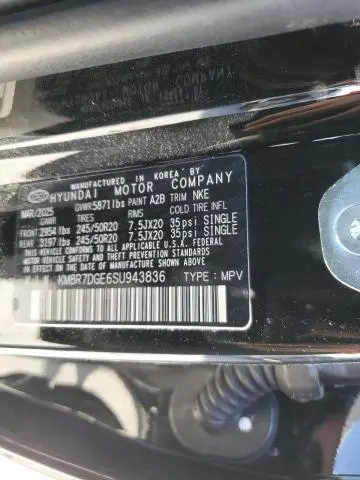 MANUFACTURED IN KOREA BY
HYUNDAI MOTOR COMPANY
MAR/2025 GVWR 5871lbs PAINT A2B TRIM NKE
GAWR TIRES RIMS COLD TIRE INFL
FRONT 2954 lbs 245/50R20 7.5JX20 35 psi SINGLE
REAR 3197 lbs 245/50R20 7.5JX20 35 psi SINGLE
THIS VEHICLE CONFORMS TO ALL APPLICABLE U.S.A. FEDERAL
MOTOR VEHICLE SAFETY STANDARDS IN EFFECT ON THE
DATE OF MANUFACTURE SHOWN ABOVE.
V.I.N. KM8R7DGE6SU943836 TYPE : MPV